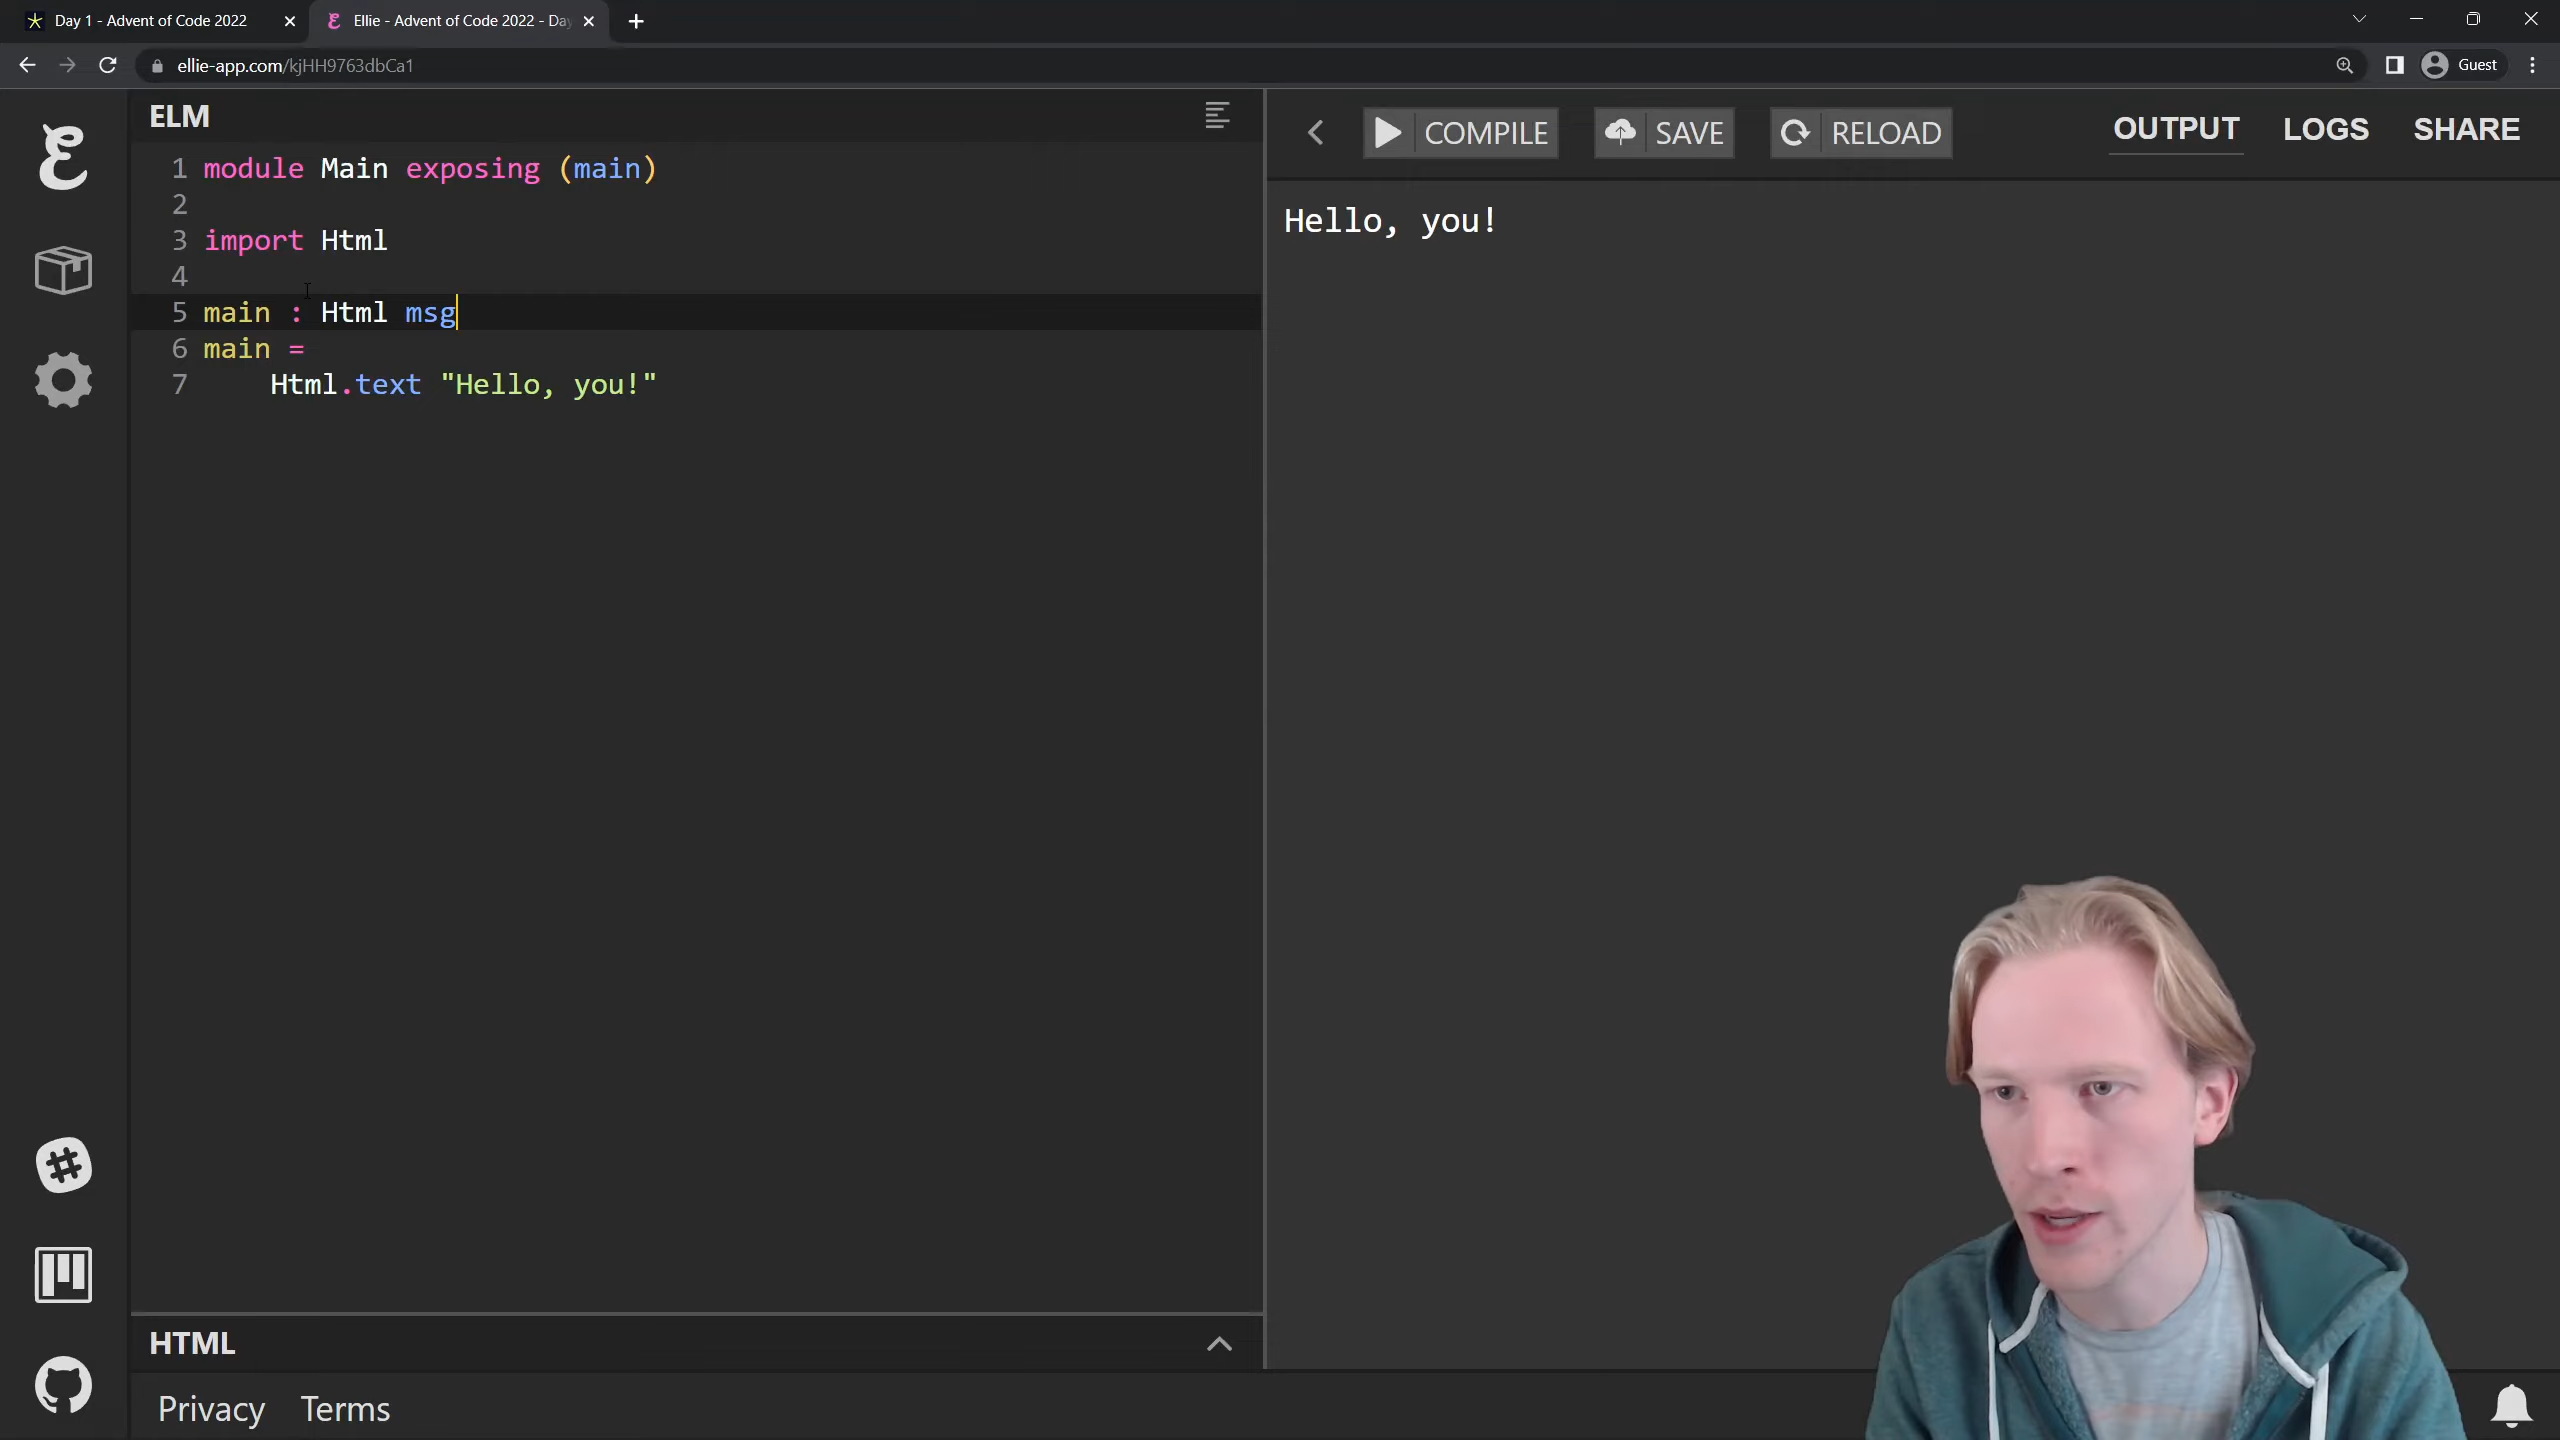 Day 1 - Advent of Code 2022
Ellie - Advent of Code 2022 - Day
ellie-app.com/kjHH9763dbCa1
Guest
ELM
COMPILE
SAVE
RELOAD
OUTPUT
LOGS
SHARE
1 module Main exposing (main)
2
3 import Html
4
5 main : Html msg
6 main =
7 Html.text "Hello, you!"
Hello, you!
HTML
Privacy
Terms